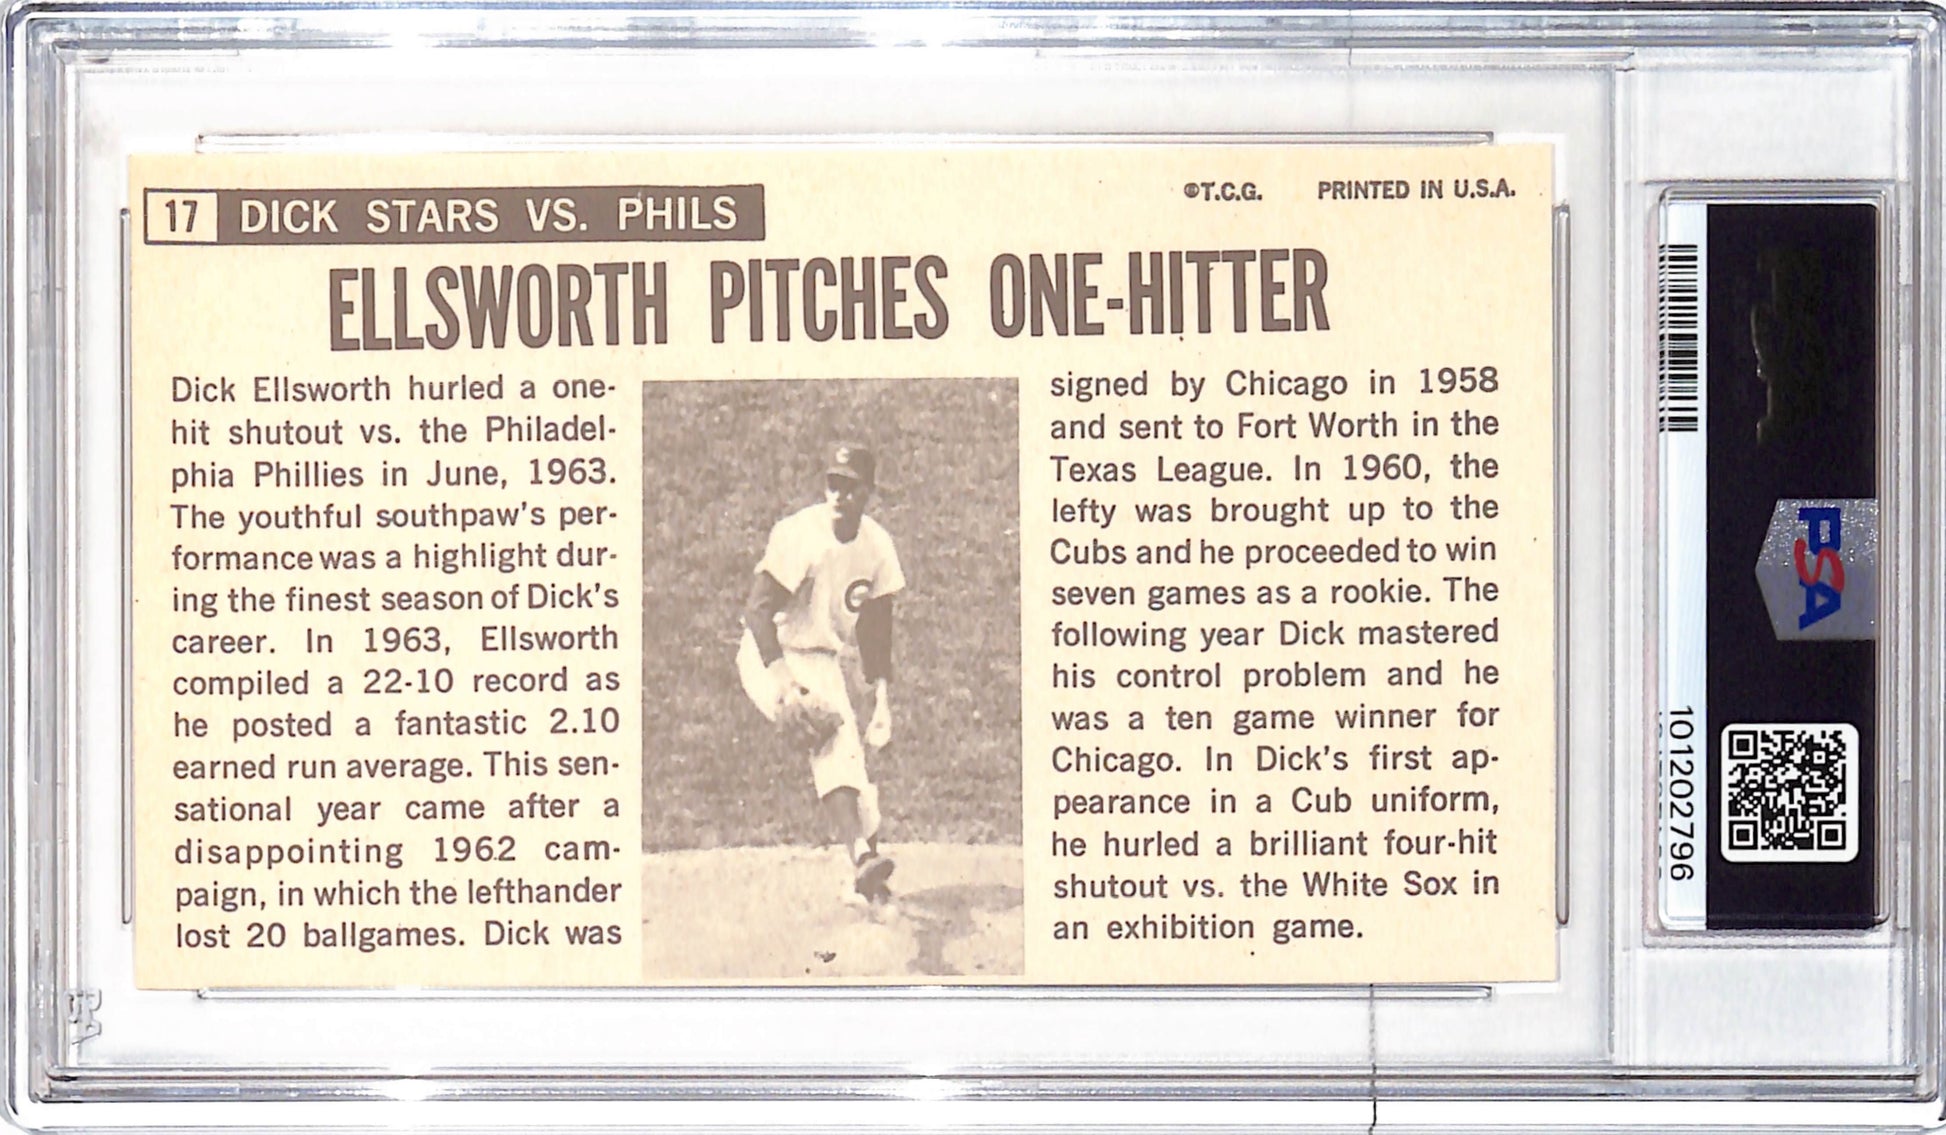 17 DICK STARS VS. PHILS
©T.C.G. PRINTED IN U.S.A.
ELLSWORTH PITCHES ONE-HITTER
Dick Ellsworth hurled a one-
hit shutout vs. the Philadel-
phia Phillies in June, 1963.
The youthful southpaw's per-
formance was a highlight dur-
ing the finest season of Dick's
career. In 1963, Ellsworth
compiled a 22-10 record as
he posted a fantastic 2.10
earned run average. This sen-
sational year came after a
disappointing 1962 cam-
paign, in which the lefthander
lost 20 ballgames. Dick was
signed by Chicago in 1958
and sent to Fort Worth in the
Texas League. In 1960, the
lefty was brought up to the
Cubs and he proceeded to win
seven games as a rookie. The
following year Dick mastered
his control problem and he
was a ten game winner for
Chicago. In Dick's first ap-
pearance in a Cub uniform,
he hurled a brilliant four-hit
shutout vs. the White Sox in
an exhibition game.
C
PSA
101202796